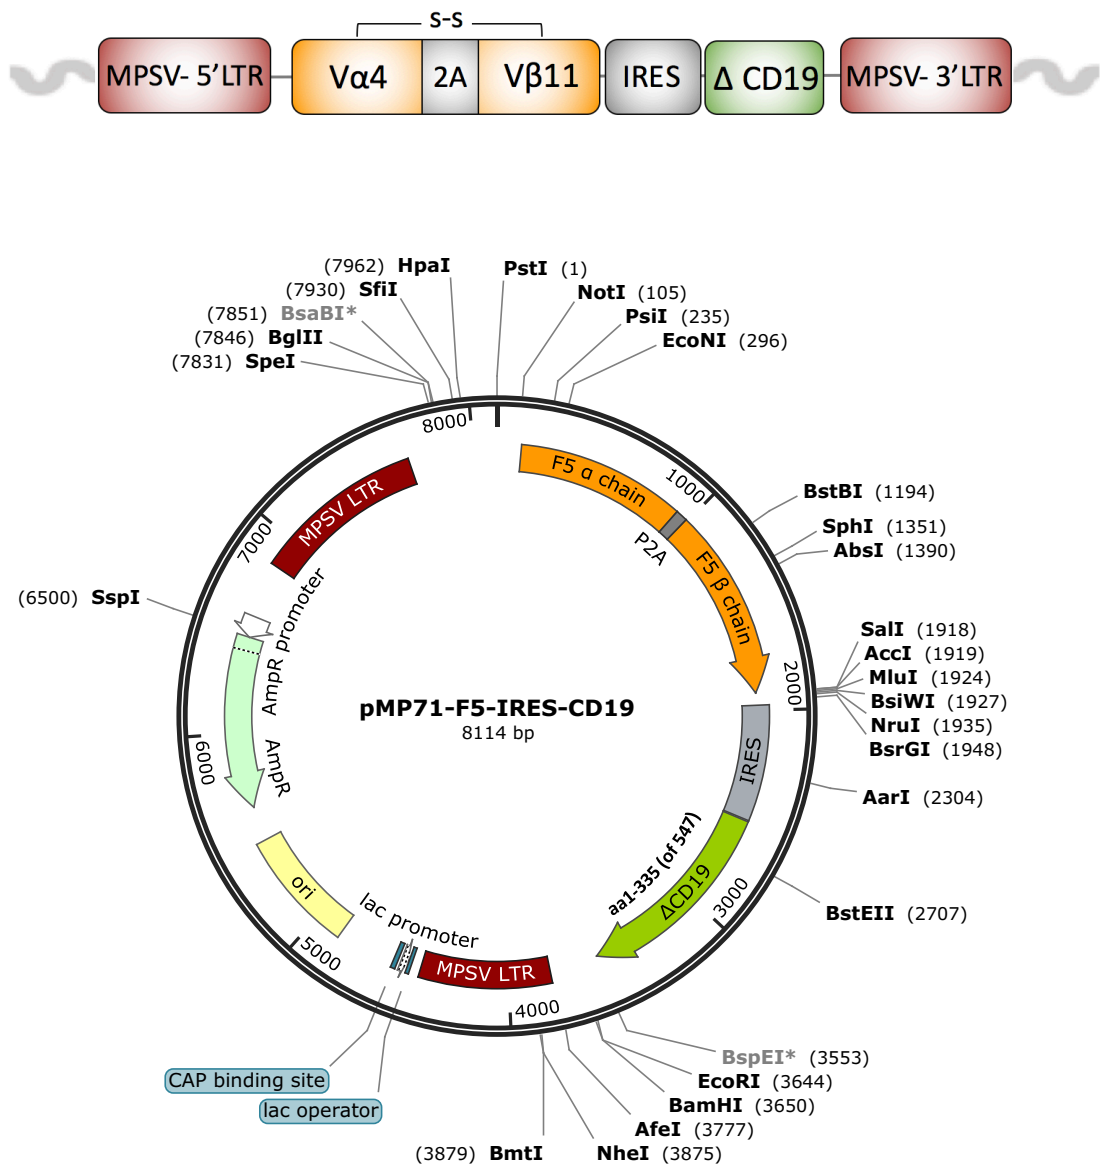 S-S
MPSV- 5’LTR
Vα4
2A
Vβ11
IRES
Δ CD19
MPSV- 3’LTR
(7962) HpaI
(7930) SfiI
(7851) BsaBI*
(7846) BglII
(7831) SpeI
PstI (1)
NotI (105)
PsiI (235)
EcoNI (296)
8000
1000
2000
3000
4000
5000
6000
7000
BstBI (1194)
SphI (1351)
AbsI (1390)
SalI (1918)
AccI (1919)
MluI (1924)
BsiWI (1927)
NruI (1935)
BsrGI (1948)
AarI (2304)
BstEII (2707)
BspEI* (3553)
EcoRI (3644)
BamHI (3650)
AfeI (3777)
NheI (3875)
(3879) BmtI
(6500) SspI
F5 α chain
P2A
F5 β chain
IRES
ΔCD19
aa1-335 (of 547)
MPSV LTR
lac promoter
CAP binding site
lac operator
ori
AmpR
AmpR promoter
MPSV LTR
pMP71-F5-IRES-CD19
8114 bp